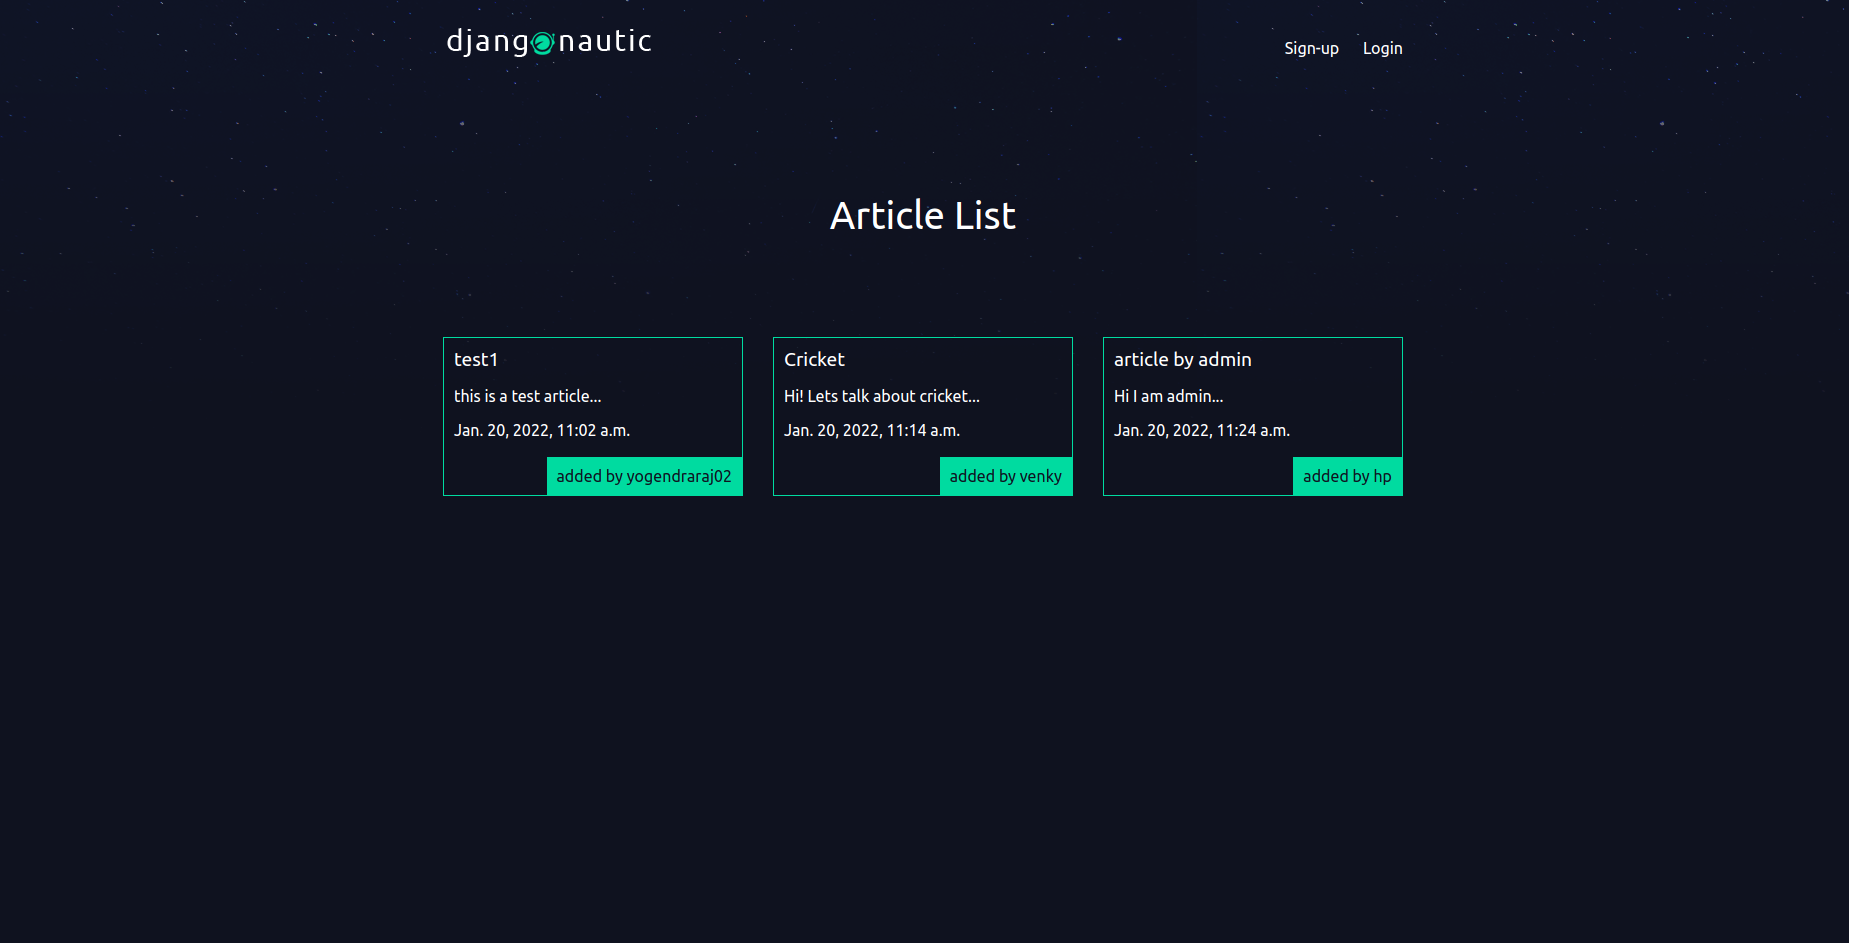 djangonautic
Sign-up Login
Article List
test1
this is a test article...
Jan. 20, 2022, 11:02 a.m.
added by yogendraraj02
Cricket
Hi! Lets talk about cricket...
Jan. 20, 2022, 11:14 a.m.
added by venky
article by admin
Hi I am admin...
Jan. 20, 2022, 11:24 a.m.
added by hp